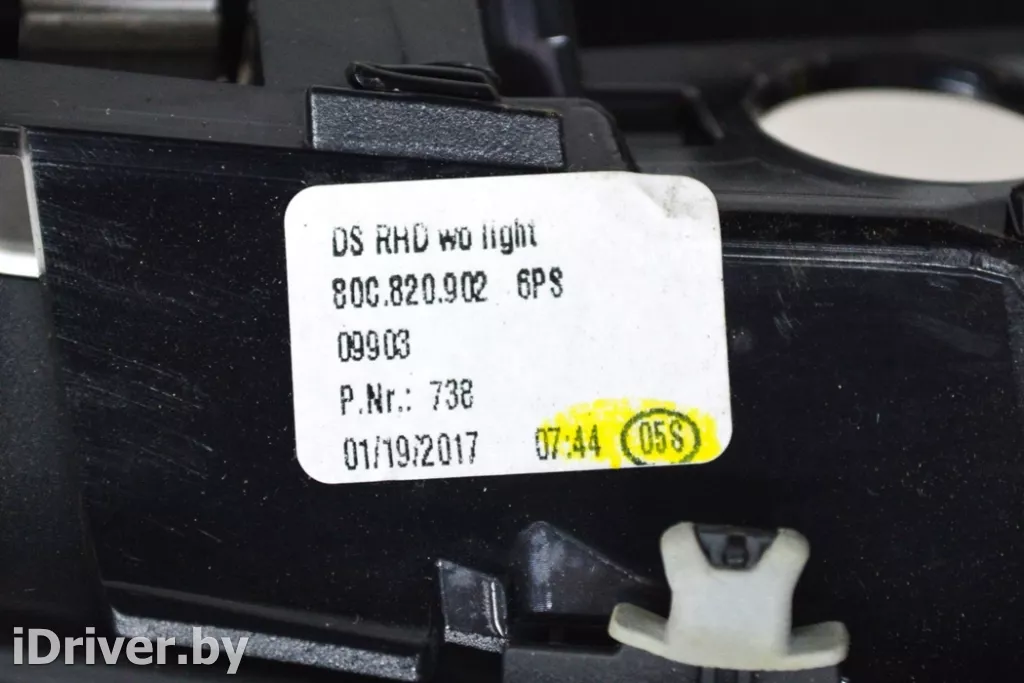 DS RHD wo light
80C.820.902 6PS
09903
P.Nr.: 738
01/19/2017 07:44 05S
iDriver.by